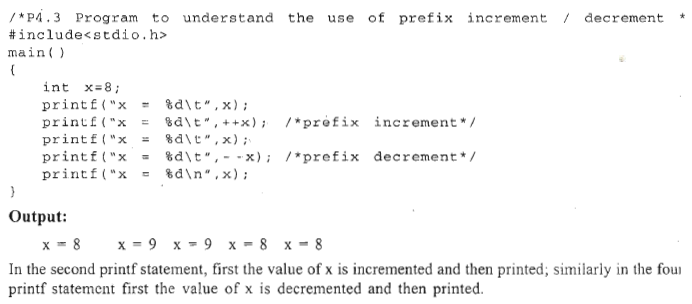 /*P4.3 Program to understand the use of prefix increment / decrement *
#include<stdio.h>
main( )
{
int x=8;
printf("x = %d\t",x);
printf("x = %d\t",++x); /*prefix increment*/
printf("x = %d\t",x);
printf("x = %d\t",- -x); /*prefix decrement*/
printf("x = %d\n",x);
}
Output:
x = 8 x = 9 x = 9 x = 8 x = 8
In the second printf statement, first the value of x is incremented and then printed; similarly in the four
printf statement first the value of x is decremented and then printed.